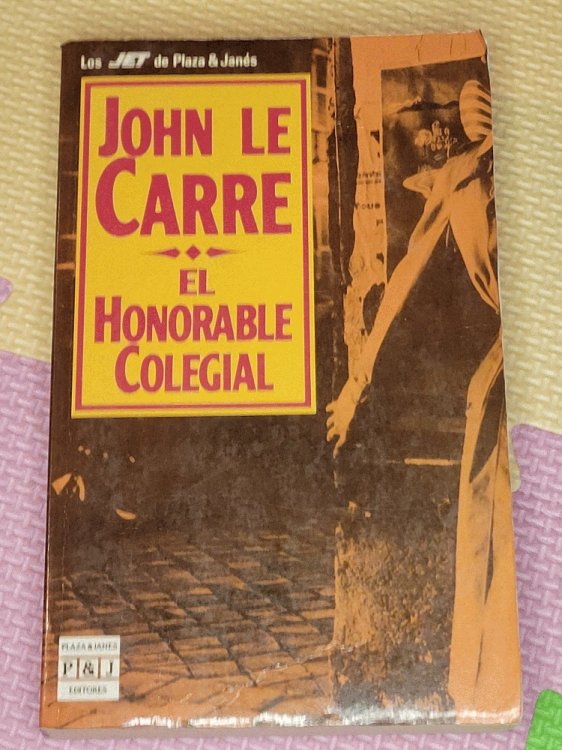 Los JET de Plaza & Janés
JOHN LE
CARRE
EL
HONORABLE
COLEGIAL
PLAZA & JANES
P & J
EDITORES